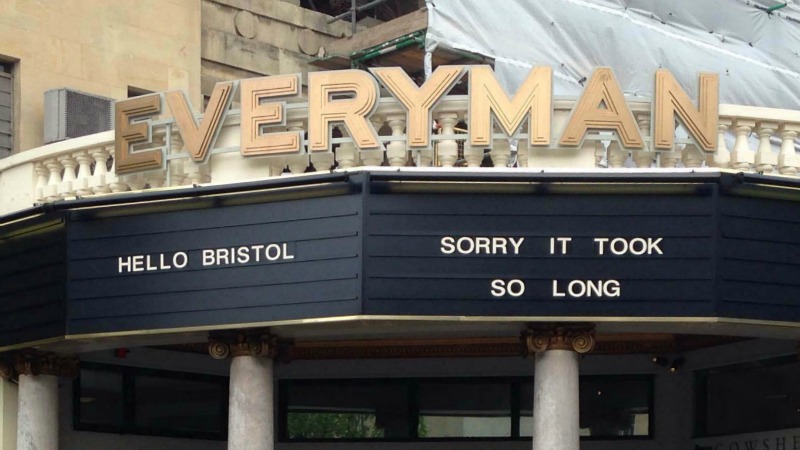 EVERYMAN
HELLO BRISTOL
SORRY IT TOOK
SO LONG